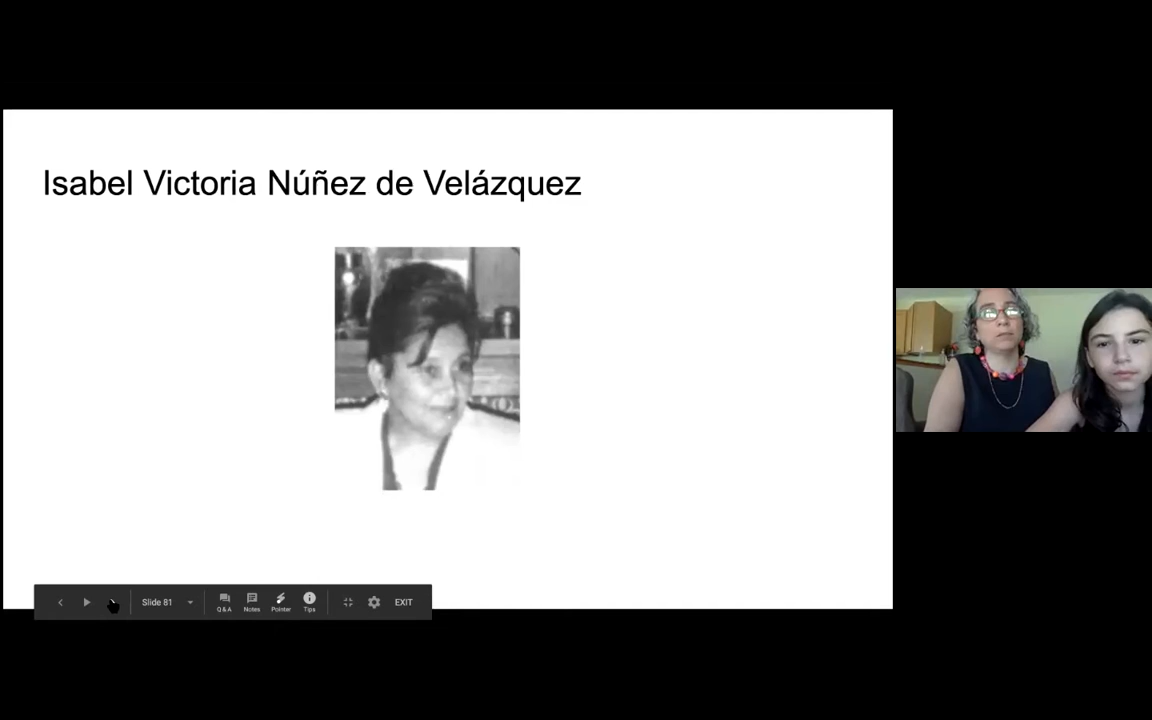 Isabel Victoria Núñez de Velázquez
Slide 81
Q&A
Notes
Pointer
Tips
EXIT